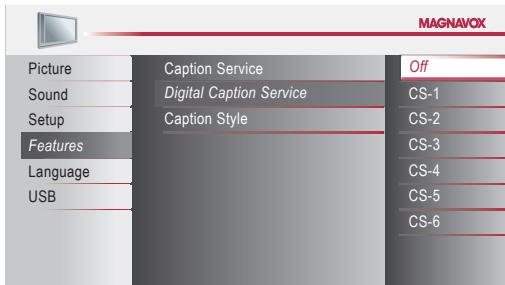 MAGNAVOX
Picture
Sound
Setup
Features
Language
USB
Caption Service
Digital Caption Service
Caption Style
Off
CS-1
CS-2
CS-3
CS-4
CS-5
CS-6